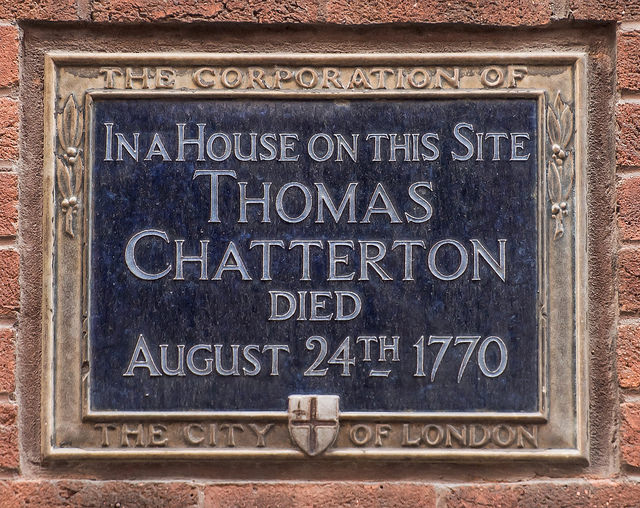 THE CORPORATION OF
IN A HOUSE ON THIS SITE
THOMAS
CHATTERTON
DIED
AUGUST 24TH 1770
THE CITY OF LONDON